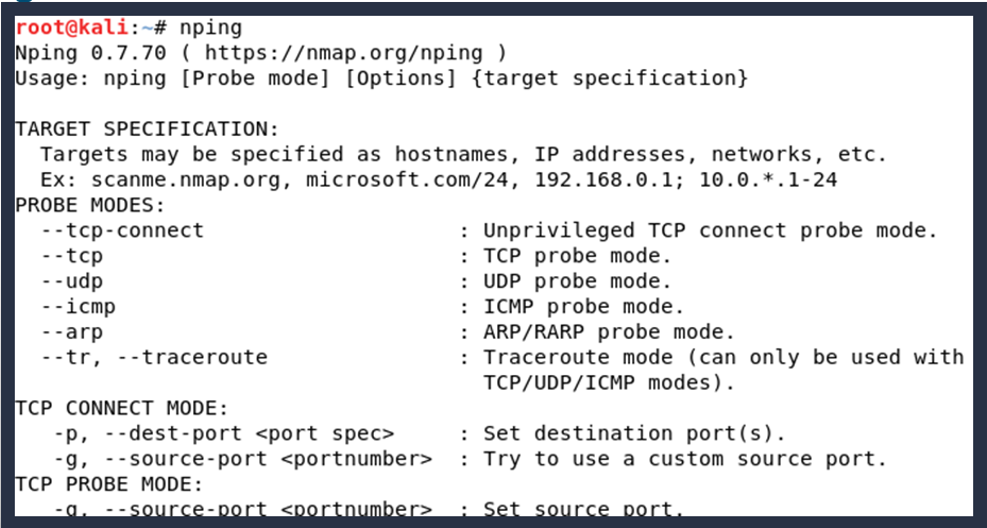 root@kali:~# nping
Nping 0.7.70 ( https://nmap.org/nping )
Usage: nping [Probe mode] [Options] {target specification}

TARGET SPECIFICATION:
  Targets may be specified as hostnames, IP addresses, networks, etc.
  Ex: scanme.nmap.org, microsoft.com/24, 192.168.0.1; 10.0.*.1-24
PROBE MODES:
  --tcp-connect                    : Unprivileged TCP connect probe mode.
  --tcp                            : TCP probe mode.
  --udp                            : UDP probe mode.
  --icmp                           : ICMP probe mode.
  --arp                            : ARP/RARP probe mode.
  --tr, --traceroute               : Traceroute mode (can only be used with
                                     TCP/UDP/ICMP modes).
TCP CONNECT MODE:
   -p, --dest-port <port spec>     : Set destination port(s).
   -g, --source-port <portnumber>  : Try to use a custom source port.
TCP PROBE MODE:
   -g, --source-port <portnumber>  : Set source port.